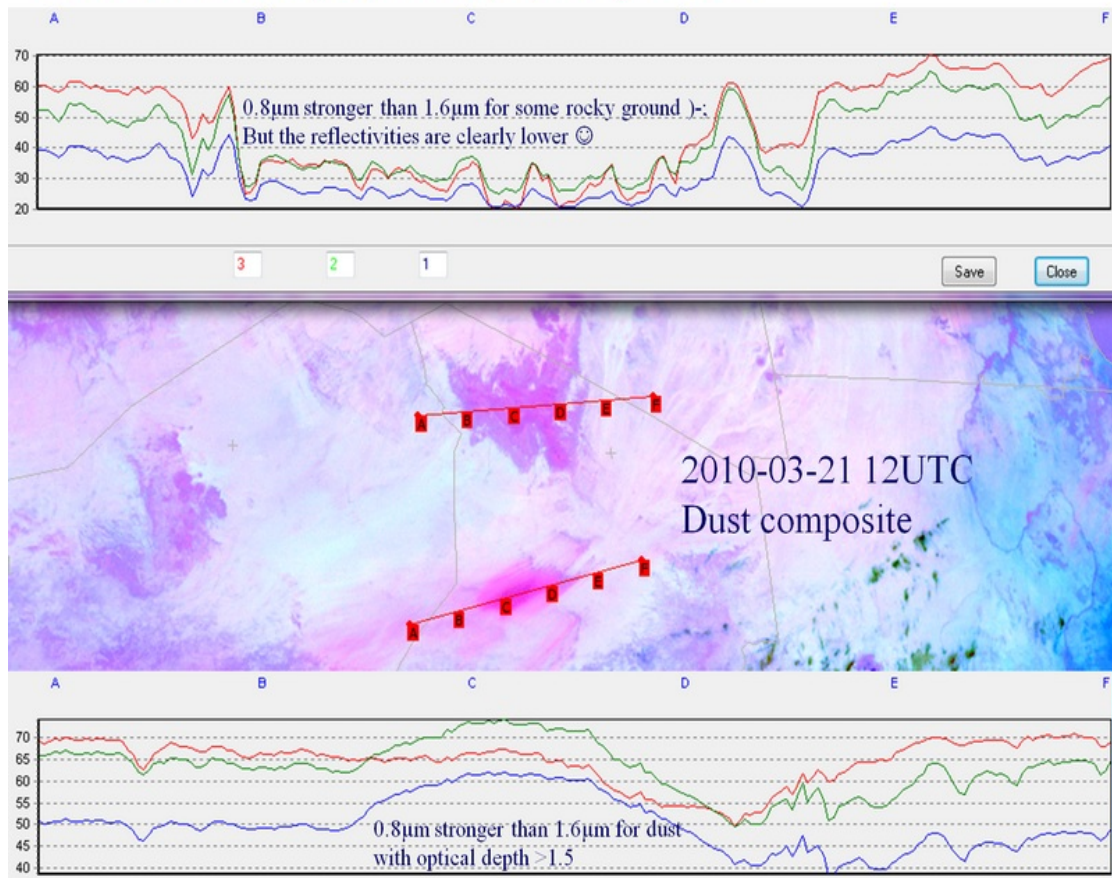 A B C D E F
70
60
50
40
30
20
0.8µm stronger than 1.6µm for some rocky ground )-;
But the reflectivities are clearly lower ☺
3 2 1 Save Close
A B C D E F
2010-03-21 12UTC
Dust composite
A B C D E F
A B C D E F
70
65
60
55
50
45
40
0.8µm stronger than 1.6µm for dust
with optical depth >1.5